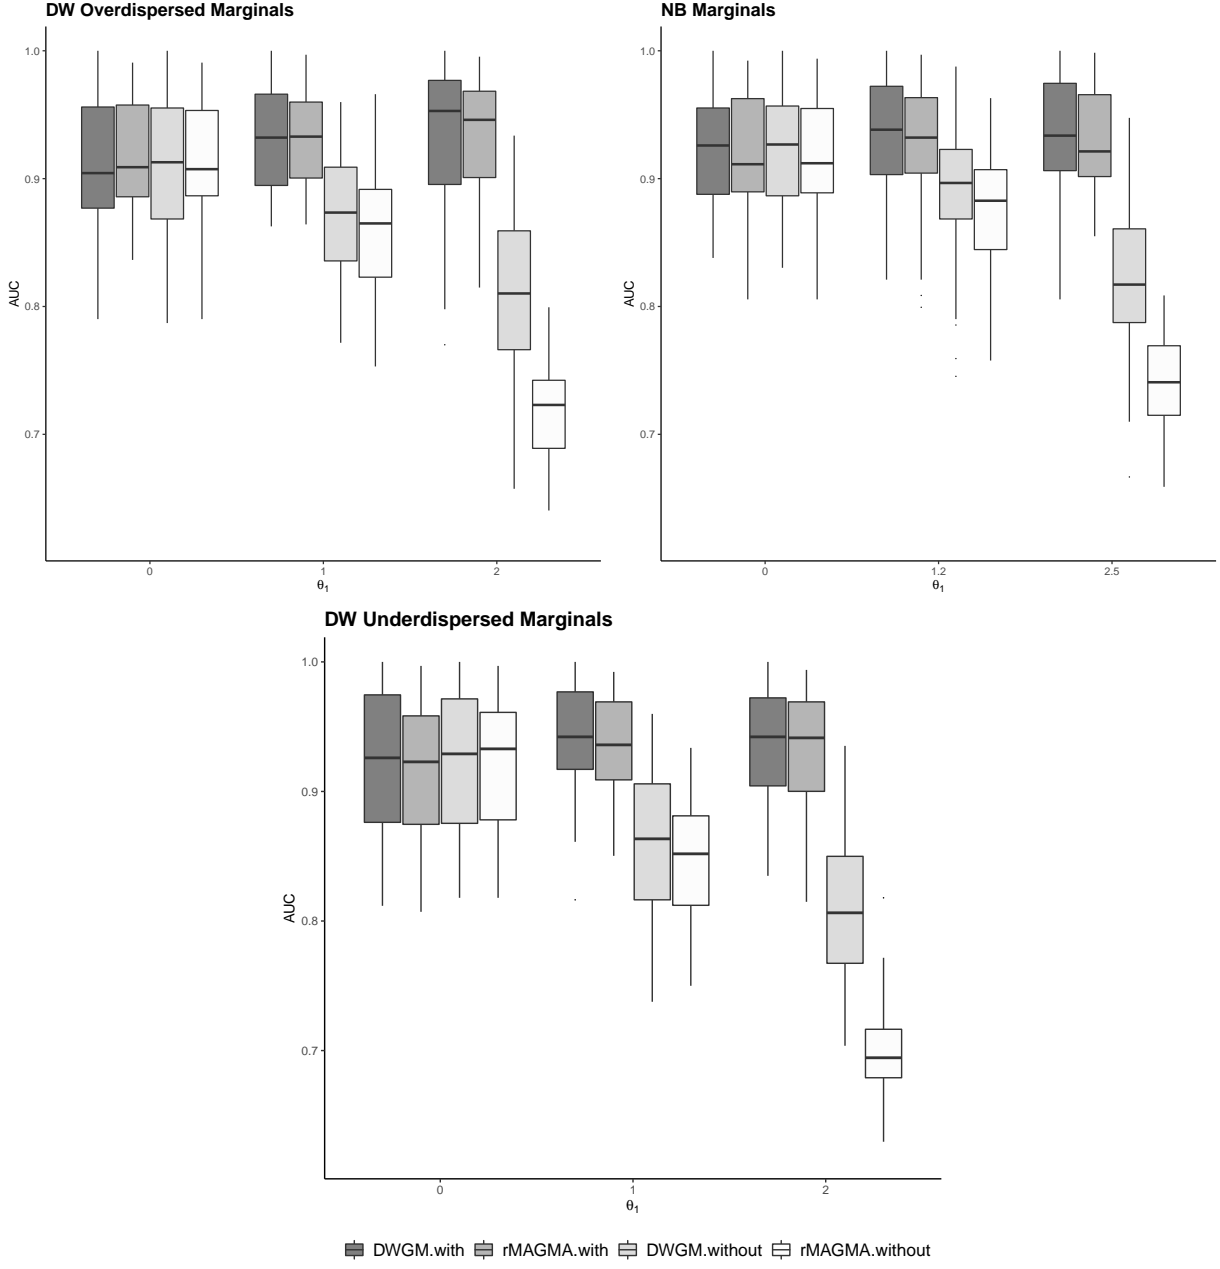 DW Overdispersed Marginals
AUC
1.0
0.9
0.8
0.7
0
1
2
θ1
NB Marginals
AUC
1.0
0.9
0.8
0.7
0
1.2
2.5
θ1
DW Underdispersed Marginals
AUC
1.0
0.9
0.8
0.7
0
1
2
θ1
DWGM.with rMAGMA.with DWGM.without rMAGMA.without